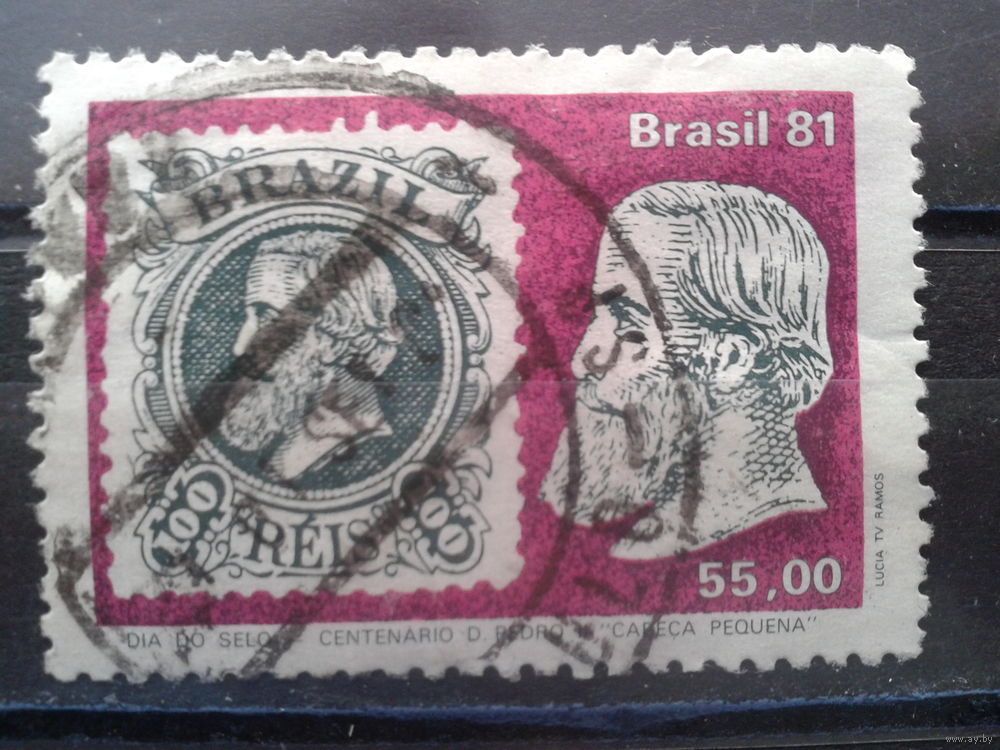 Brasil 81
BRAZIL
100
RÉIS
100
55,00
DIA DO SELO CENTENARIO D. PEDRO II "CABEÇA PEQUENA"
LUCIA TV RAMOS
www.ay.by